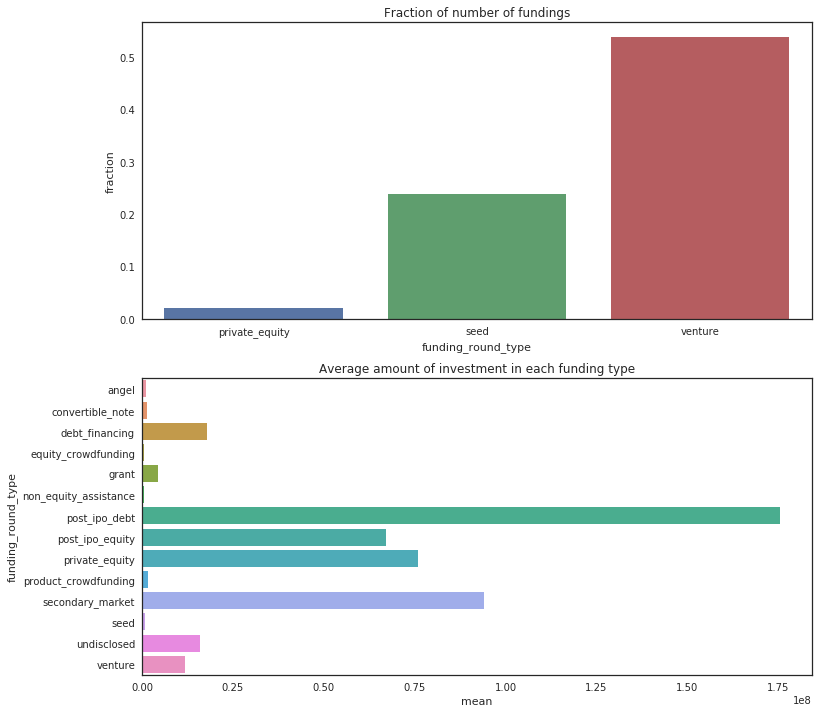 Fraction of number of fundings
0.5
0.4
0.3
0.2
0.1
0.0
fraction
private_equity seed venture
funding_round_type
Average amount of investment in each funding type
funding_round_type
angel
convertible_note
debt_financing
equity_crowdfunding
grant
non_equity_assistance
post_ipo_debt
post_ipo_equity
private_equity
product_crowdfunding
secondary_market
seed
undisclosed
venture
0.00 0.25 0.50 0.75 1.00 1.25 1.50 1.75
1e8
mean